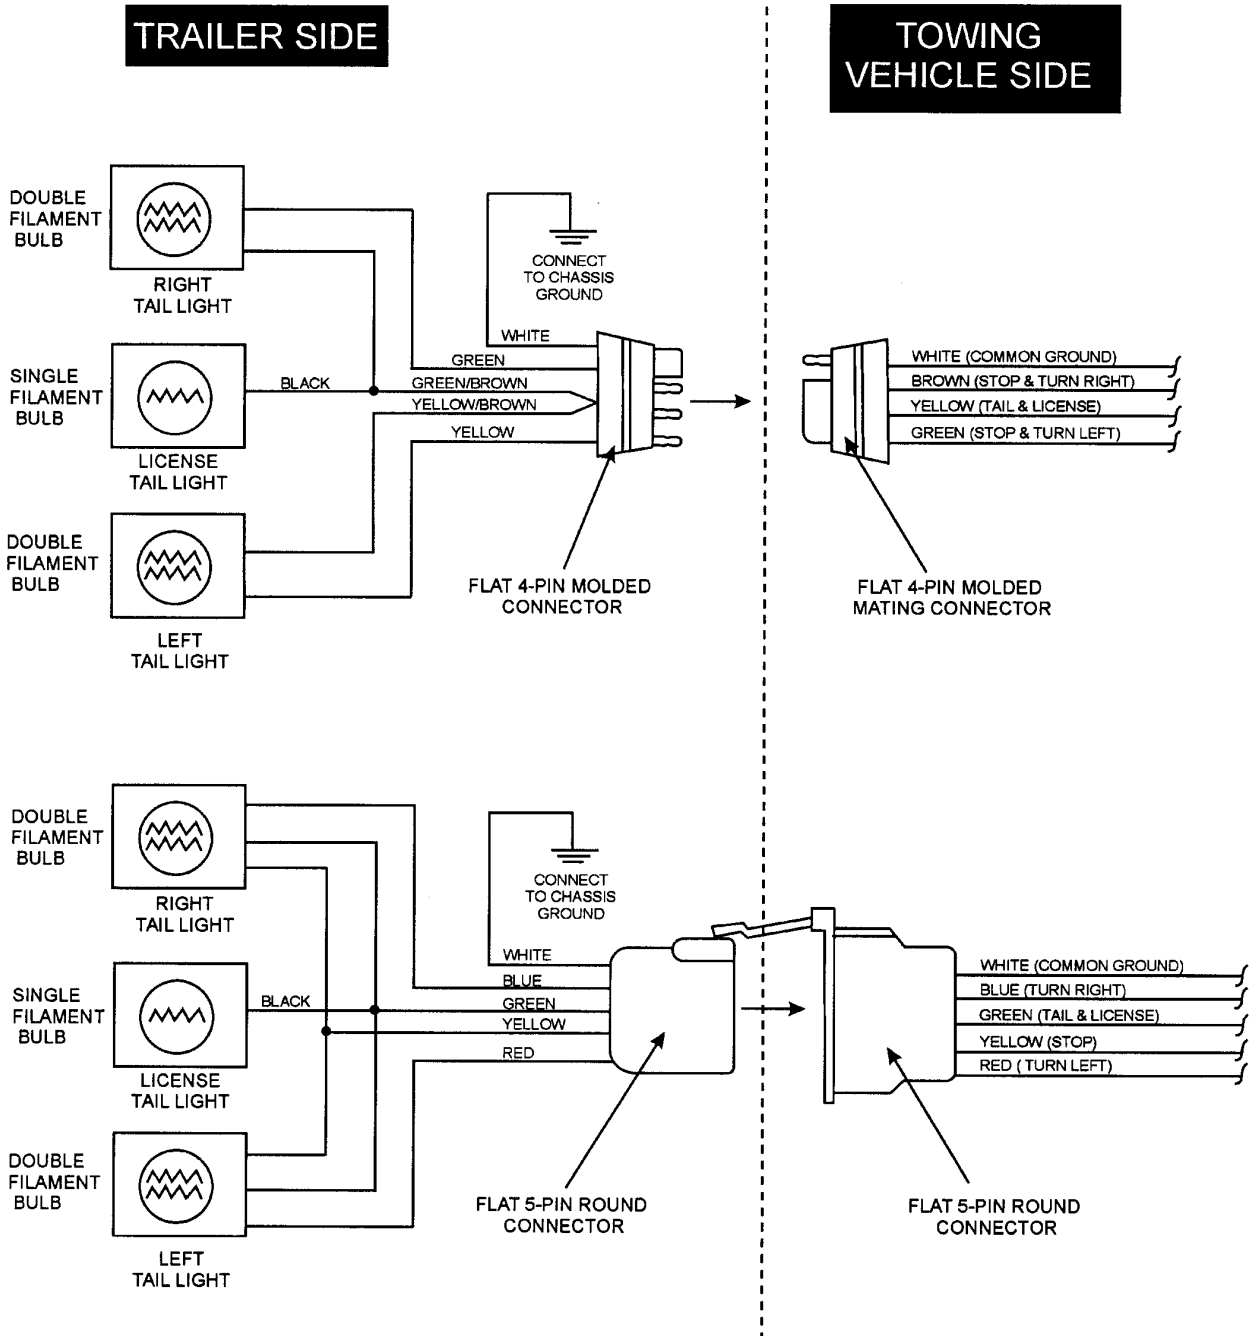 TRAILER SIDE
TOWING
VEHICLE SIDE
DOUBLE
FILAMENT
BULB
RIGHT
TAIL LIGHT
SINGLE
FILAMENT
BULB
BLACK
LICENSE
TAIL LIGHT
DOUBLE
FILAMENT
BULB
LEFT
TAIL LIGHT
CONNECT
TO CHASSIS
GROUND
WHITE
GREEN
GREEN/BROWN
YELLOW/BROWN
YELLOW
FLAT 4-PIN MOLDED
CONNECTOR
WHITE (COMMON GROUND)
BROWN (STOP & TURN RIGHT)
YELLOW (TAIL & LICENSE)
GREEN (STOP & TURN LEFT)
FLAT 4-PIN MOLDED
MATING CONNECTOR
DOUBLE
FILAMENT
BULB
RIGHT
TAIL LIGHT
SINGLE
FILAMENT
BULB
BLACK
LICENSE
TAIL LIGHT
DOUBLE
FILAMENT
BULB
LEFT
TAIL LIGHT
CONNECT
TO CHASSIS
GROUND
WHITE
BLUE
GREEN
YELLOW
RED
FLAT 5-PIN ROUND
CONNECTOR
WHITE (COMMON GROUND)
BLUE (TURN RIGHT)
GREEN (TAIL & LICENSE)
YELLOW (STOP)
RED ( TURN LEFT)
FLAT 5-PIN ROUND
CONNECTOR